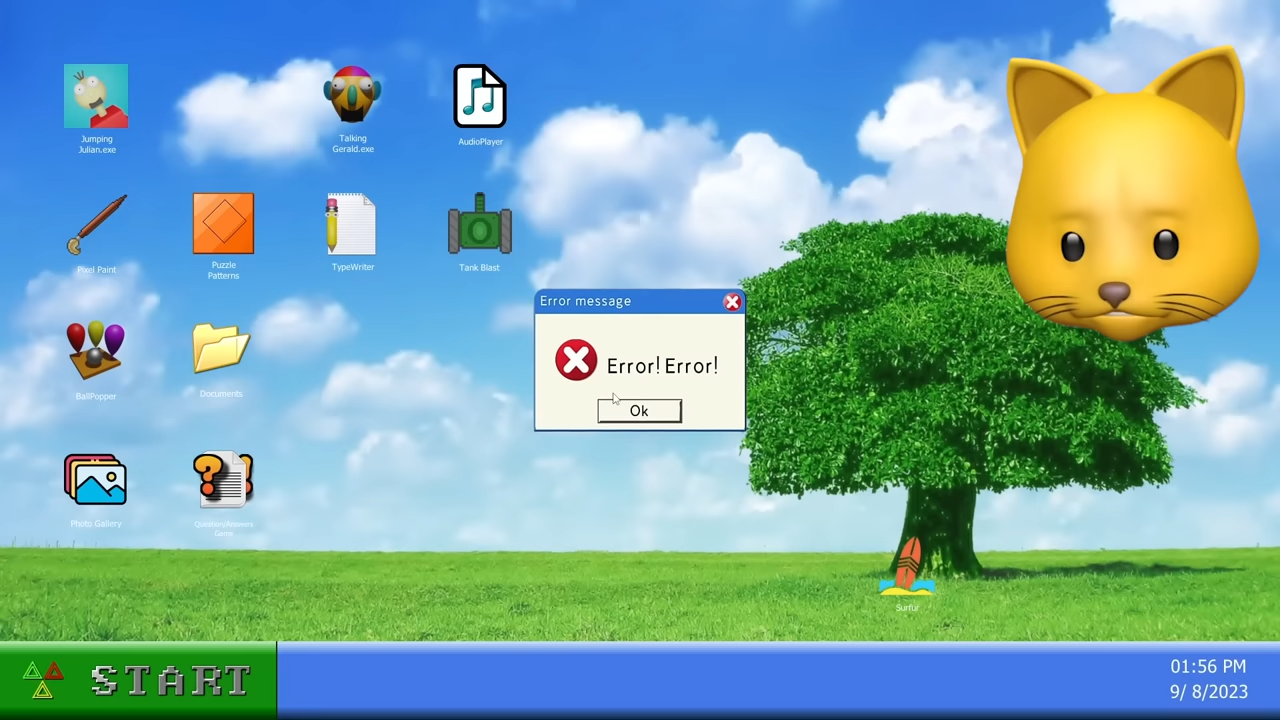 Jumping
Julian.exe
Talking
Gerald.exe
AudioPlayer
Pixel Paint
Puzzle
Patterns
TypeWriter
Tank Blast
Error message
Error! Error!
Ok
BallPopper
Documents
Photo Gallery
Question/Answers
Game
Surfur
START
01:56 PM
9/ 8/2023